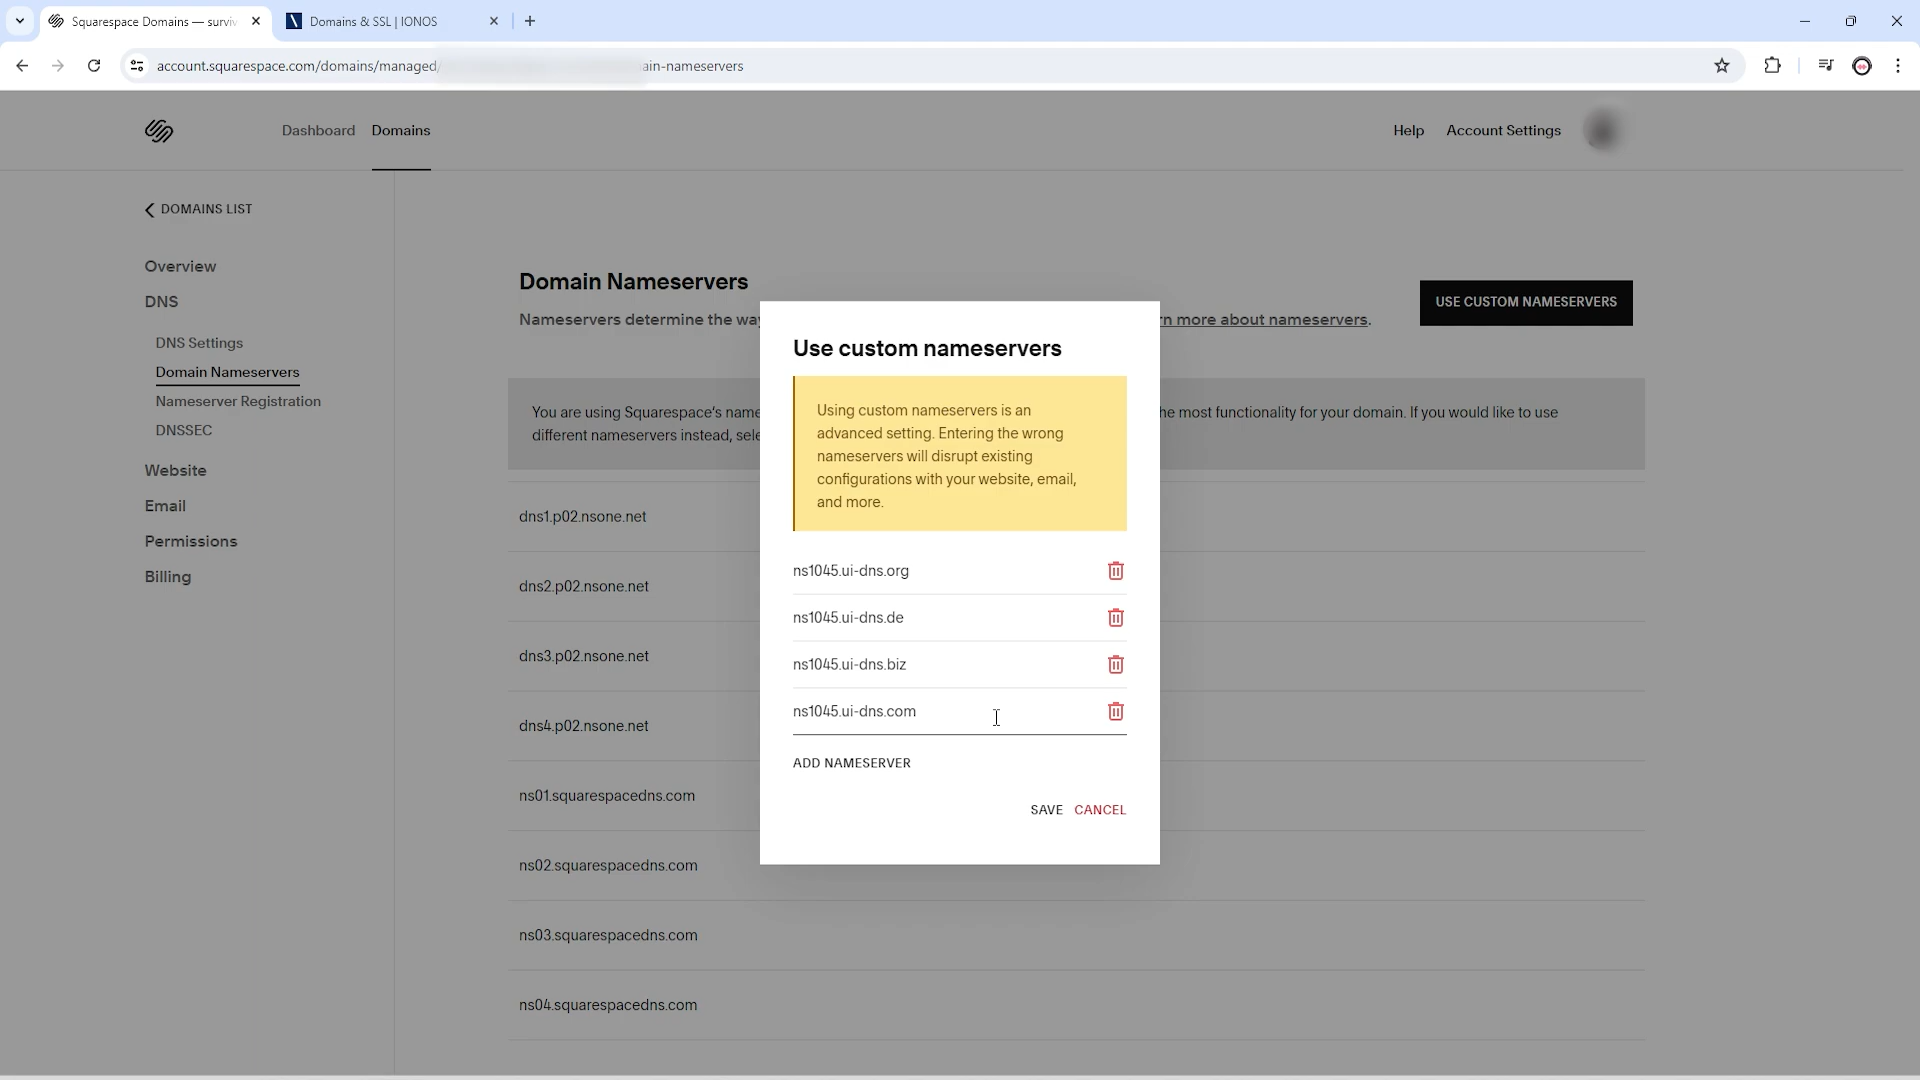 Squarespace Domains — surviv
Domains & SSL | IONOS
account.squarespace.com/domains/managed/
ain-nameservers
Dashboard
Domains
Help
Account Settings
DOMAINS LIST
Overview
DNS
DNS Settings
Domain Nameservers
Nameserver Registration
DNSSEC
Website
Email
Permissions
Billing
Domain Nameservers
Nameservers determine the way
rn more about nameservers.
USE CUSTOM NAMESERVERS
You are using Squarespace's name
he most functionality for your domain. If you would like to use
different nameservers instead, sele
dns1.p02.nsone.net
dns2.p02.nsone.net
dns3.p02.nsone.net
dns4.p02.nsone.net
ns01.squarespacedns.com
ns02.squarespacedns.com
ns03.squarespacedns.com
ns04.squarespacedns.com
Use custom nameservers
Using custom nameservers is an
advanced setting. Entering the wrong
nameservers will disrupt existing
configurations with your website, email,
and more.
ns1045.ui-dns.org
ns1045.ui-dns.de
ns1045.ui-dns.biz
ns1045.ui-dns.com
ADD NAMESERVER
SAVE CANCEL